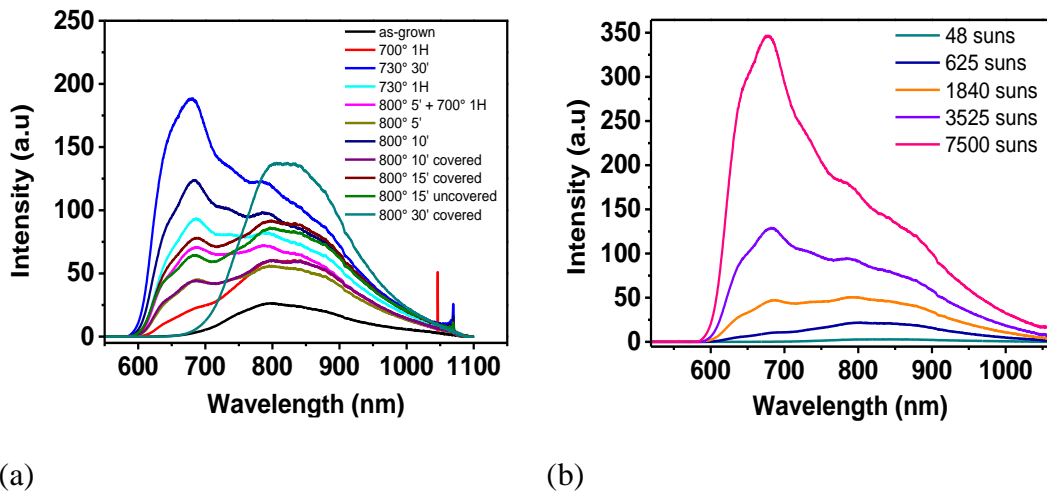 250
200
150
100
50
0
Intensity (a.u)
600 700 800 900 1000 1100
Wavelength (nm)
as-grown
700° 1H
730° 30'
730° 1H
800° 5' + 700° 1H
800° 5'
800° 10'
800° 10' covered
800° 15' covered
800° 15' uncovered
800° 30' covered
(a)
350
300
250
200
150
100
50
0
Intensity (a.u)
600 700 800 900 1000
Wavelength (nm)
48 suns
625 suns
1840 suns
3525 suns
7500 suns
(b)